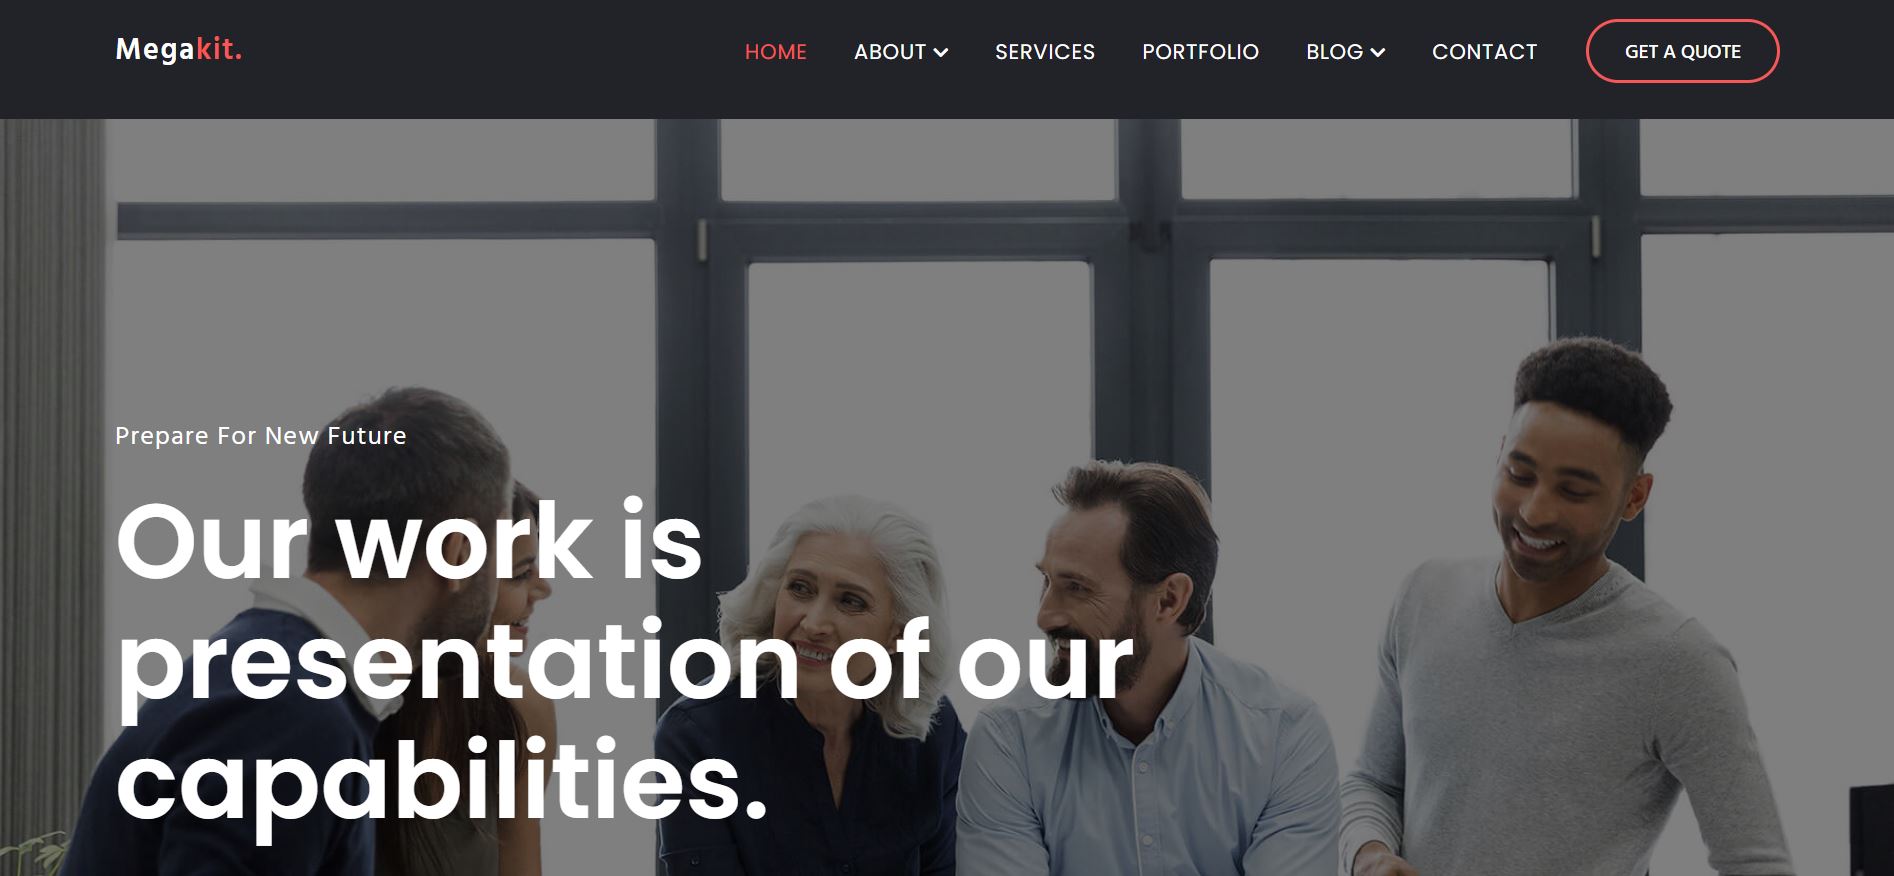 Megakit.
HOME ABOUT SERVICES PORTFOLIO BLOG CONTACT GET A QUOTE
Prepare For New Future
Our work is
presentation of our
capabilities.